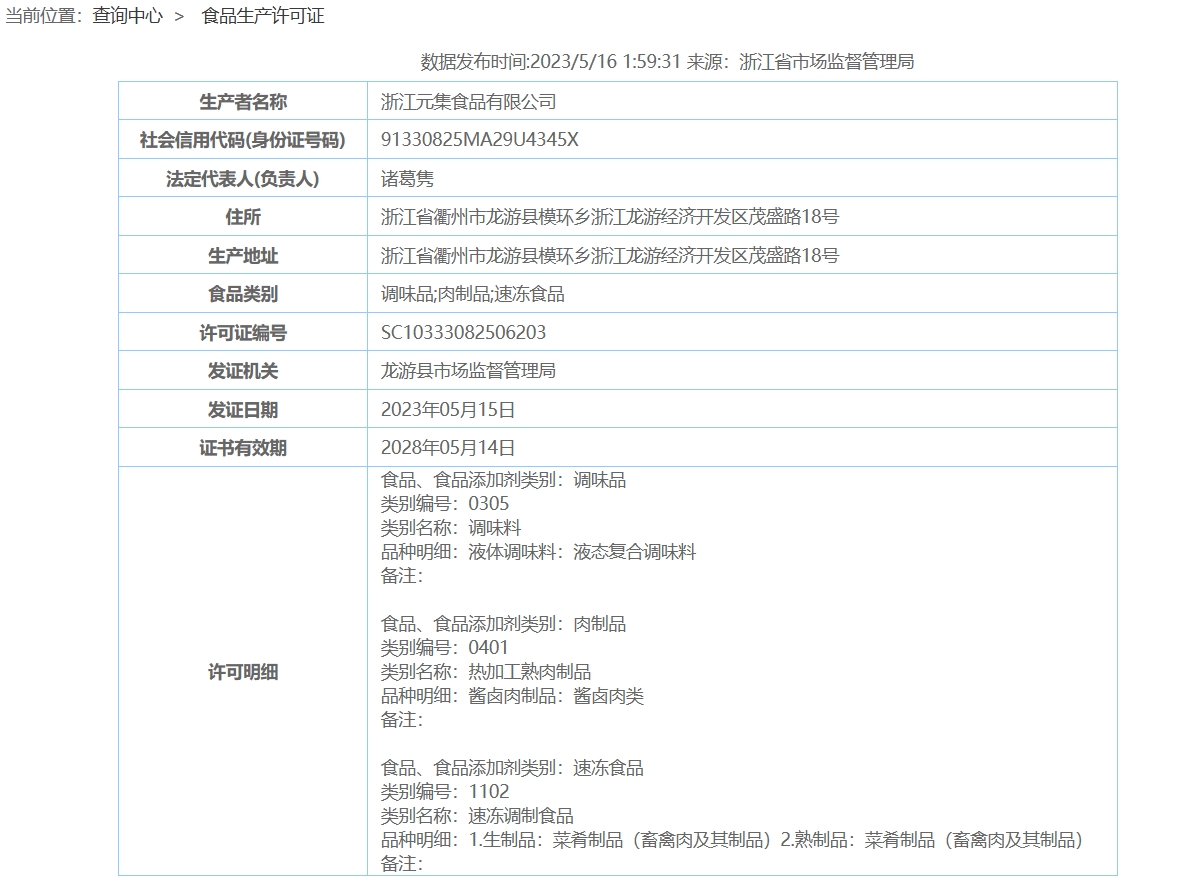 当前位置：查询中心 > 食品生产许可证
数据发布时间:2023/5/16 1:59:31 来源：浙江省市场监督管理局
生产者名称 浙江元集食品有限公司
社会信用代码(身份证号码) 91330825MA29U4345X
法定代表人(负责人) 诸葛隽
住所 浙江省衢州市龙游县模环乡浙江龙游经济开发区茂盛路18号
生产地址 浙江省衢州市龙游县模环乡浙江龙游经济开发区茂盛路18号
食品类别 调味品;肉制品;速冻食品
许可证编号 SC10333082506203
发证机关 龙游县市场监督管理局
发证日期 2023年05月15日
证书有效期 2028年05月14日
许可明细
食品、食品添加剂类别：调味品
类别编号：0305
类别名称：调味料
品种明细：液体调味料：液态复合调味料
备注：
食品、食品添加剂类别：肉制品
类别编号：0401
类别名称：热加工熟肉制品
品种明细：酱卤肉制品：酱卤肉类
备注：
食品、食品添加剂类别：速冻食品
类别编号：1102
类别名称：速冻调制食品
品种明细：1.生制品：菜肴制品（畜禽肉及其制品）2.熟制品：菜肴制品（畜禽肉及其制品）
备注：